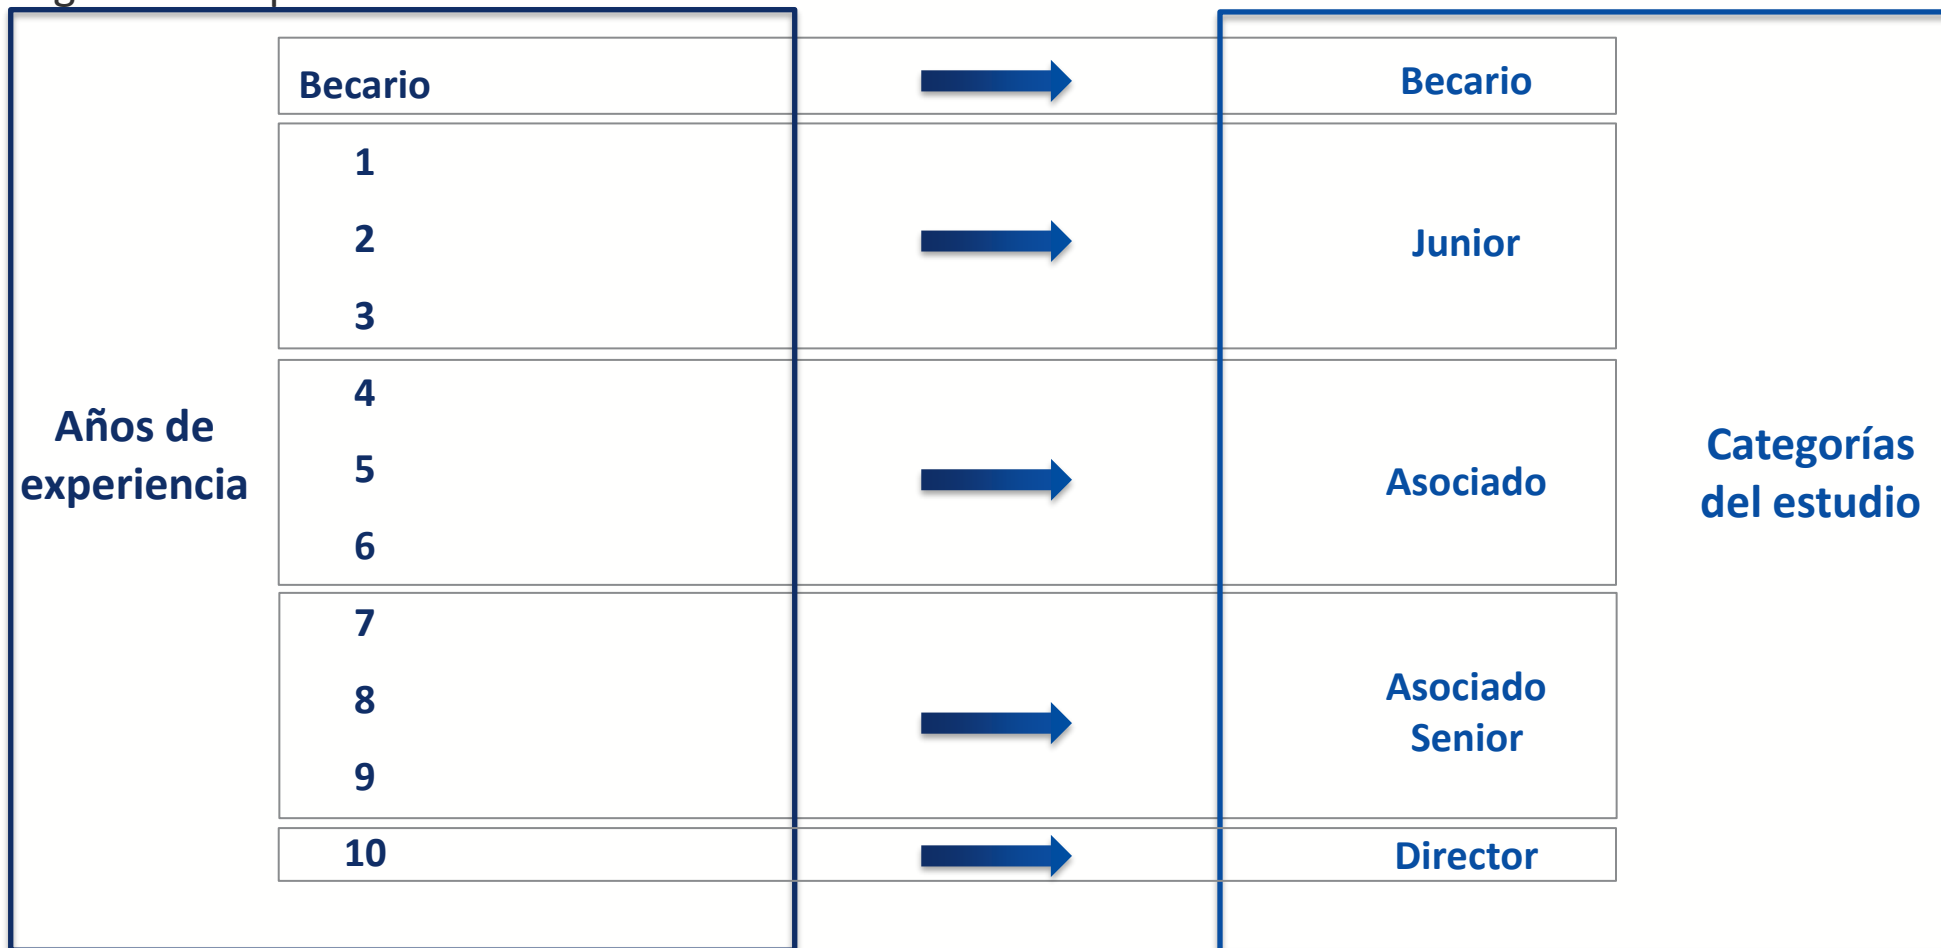 Becario
Becario
1
2
3
Junior
4
5
6
Asociado
Años de
experiencia
Categorías
del estudio
7
8
9
Asociado
Senior
10
Director